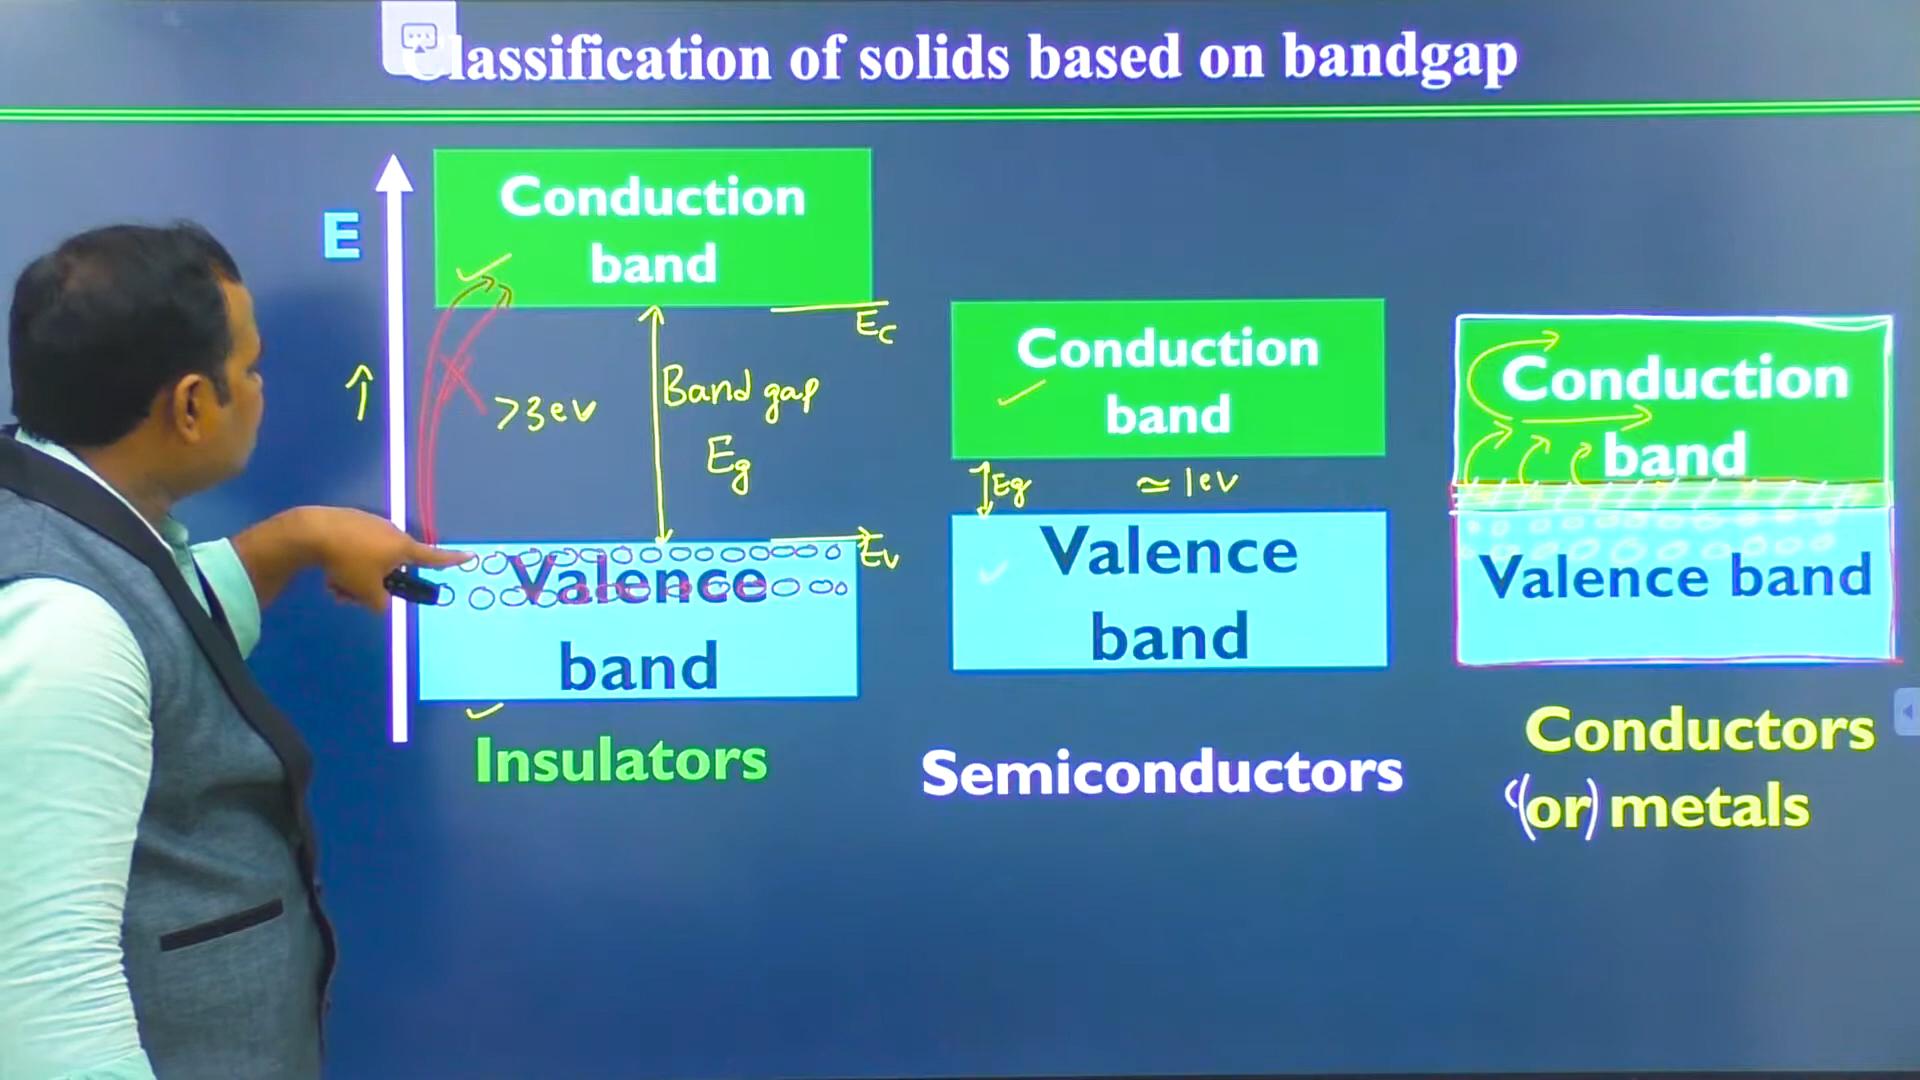 Classification of solids based on bandgap
E
Conduction
band
Ec
>3ev
Band gap
Eg
Ev
Valence
band
Insulators
Conduction
band
Eg
≃ 1ev
Valence
band
Semiconductors
Conduction
band
Valence band
Conductors
(or) metals